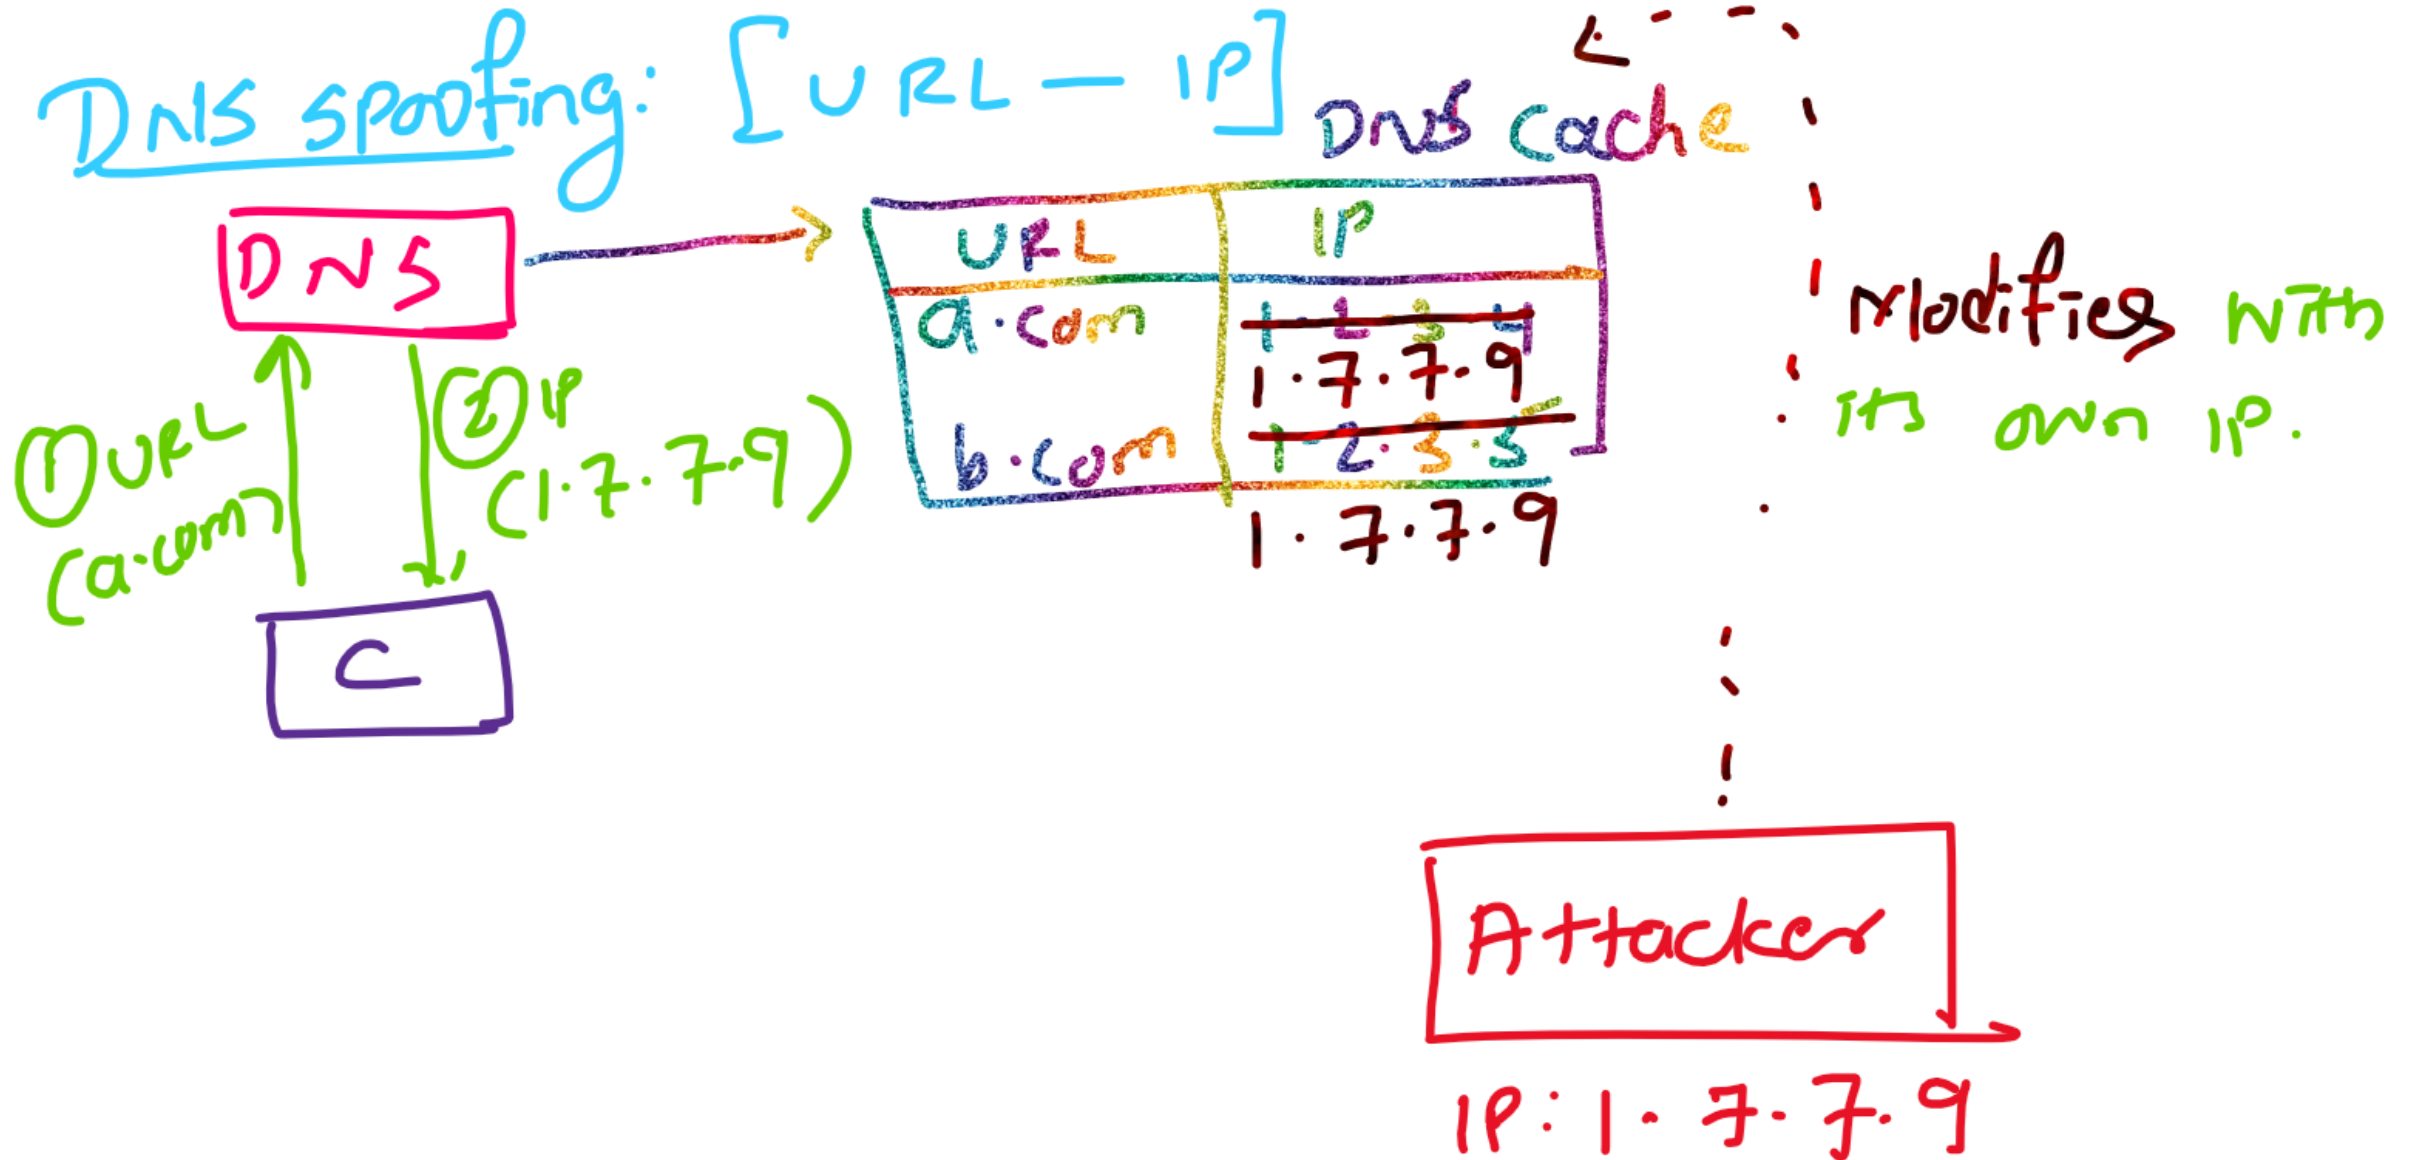 DNS spoofing: [URL — IP]
DNS cache
DNS
URL IP
a.com 1.2.3.4
1.7.7.9
b.com 1.2.3.5
1.7.7.9
Modifies with
its own IP.
① URL
(a.com)
② IP
(1.7.7.9)
C
Attacker
IP: 1.7.7.9